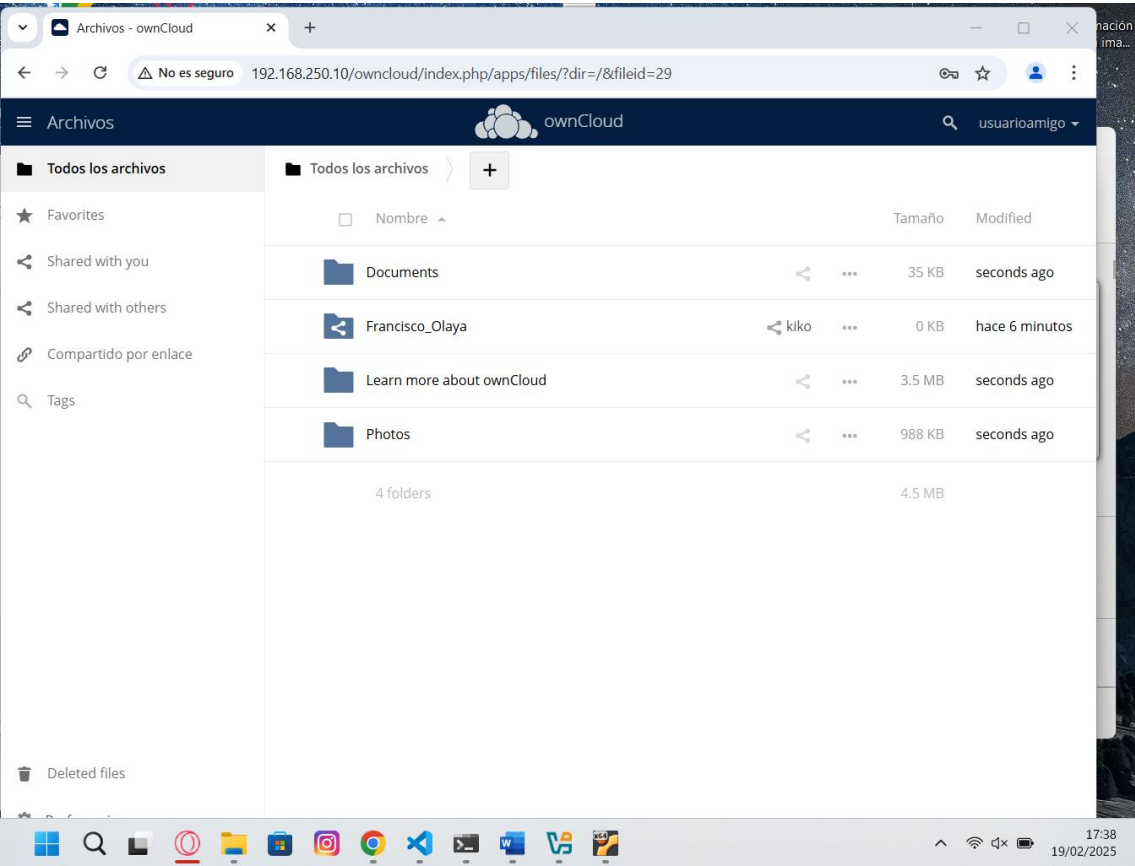 Archivos - ownCloud
No es seguro 192.168.250.10/owncloud/index.php/apps/files/?dir=/&fileid=29
mación
ima...
Archivos ownCloud usuarioamigo
Todos los archivos
Favorites
Shared with you
Shared with others
Compartido por enlace
Tags
Deleted files
Todos los archivos
Nombre Tamaño Modified
Documents 35 KB seconds ago
Francisco_Olaya kiko 0 KB hace 6 minutos
Learn more about ownCloud 3.5 MB seconds ago
Photos 988 KB seconds ago
4 folders 4.5 MB
X64
W
17:38
19/02/2025